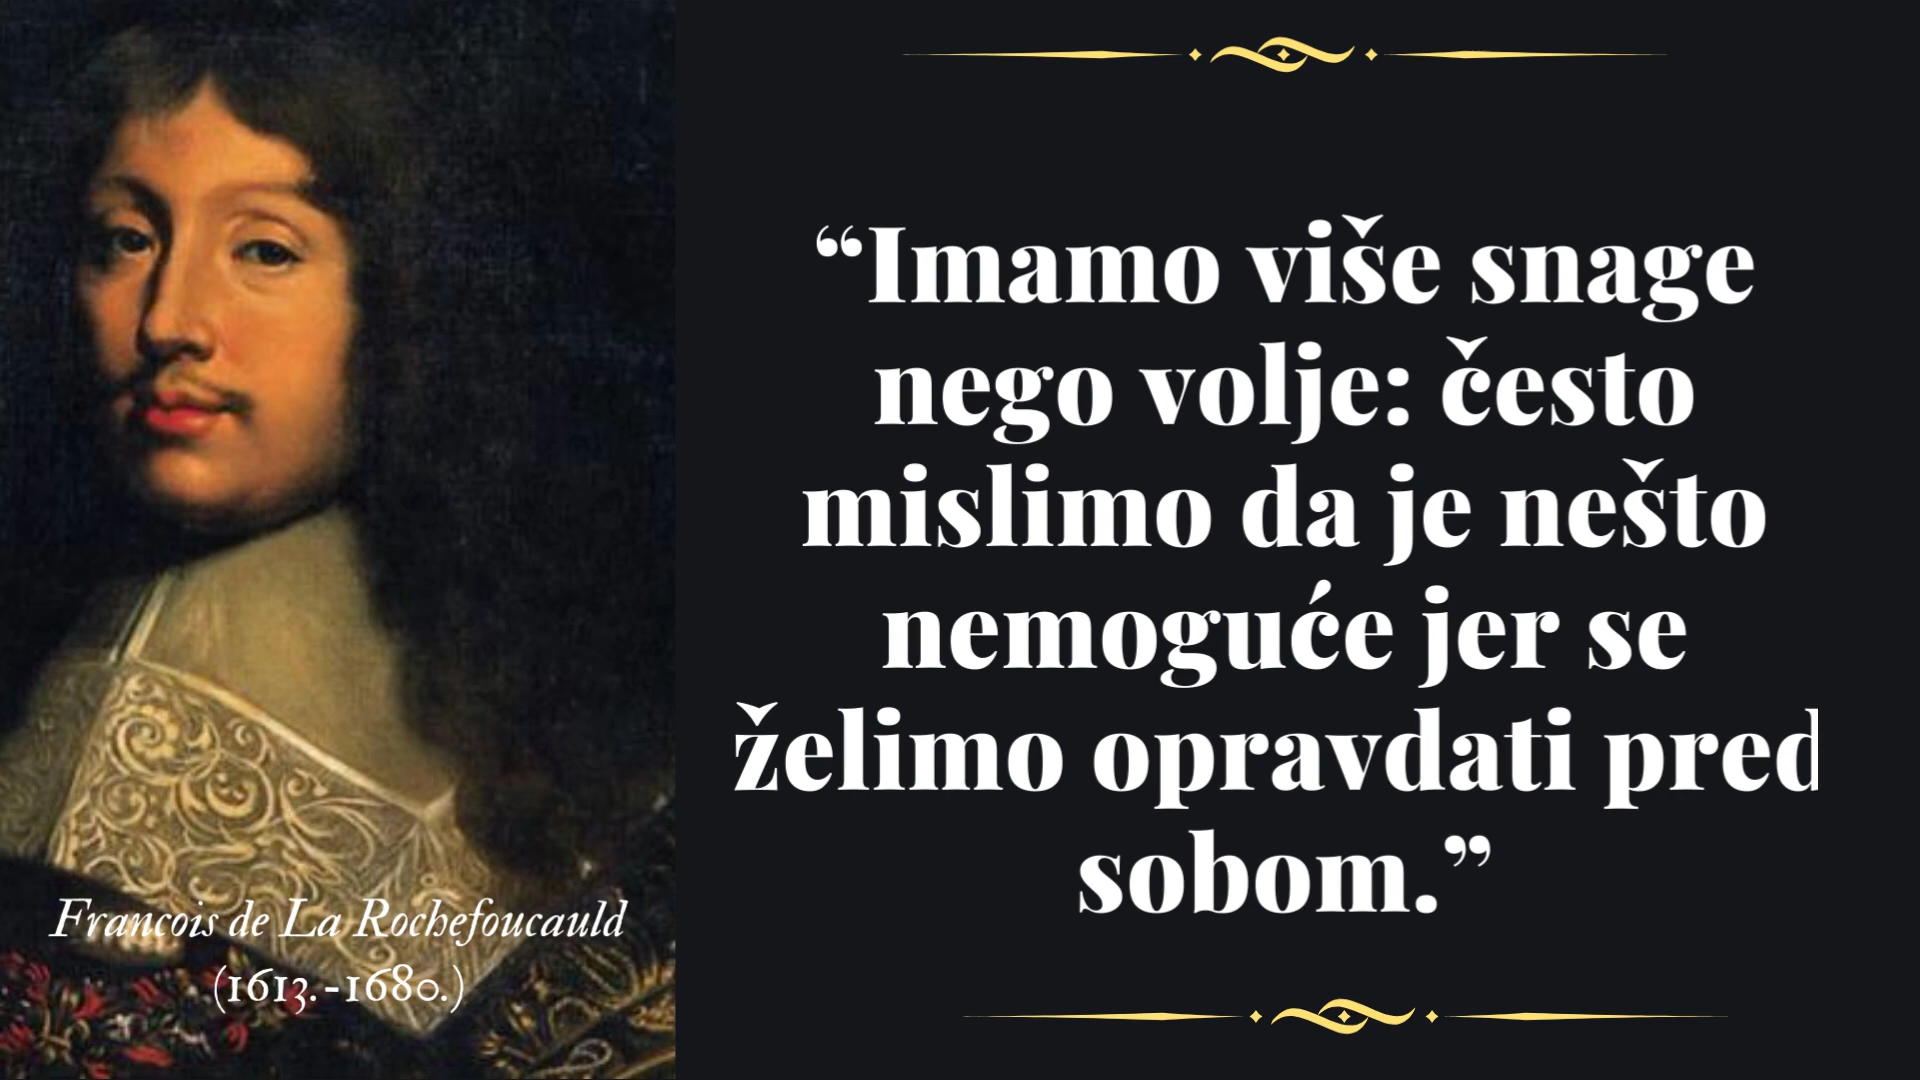 “Imamo više snage
nego volje: često
mislimo da je nešto
nemoguće jer se
želimo opravdati pred
sobom.”
Francois de La Rochefoucauld
(1613.-1680.)